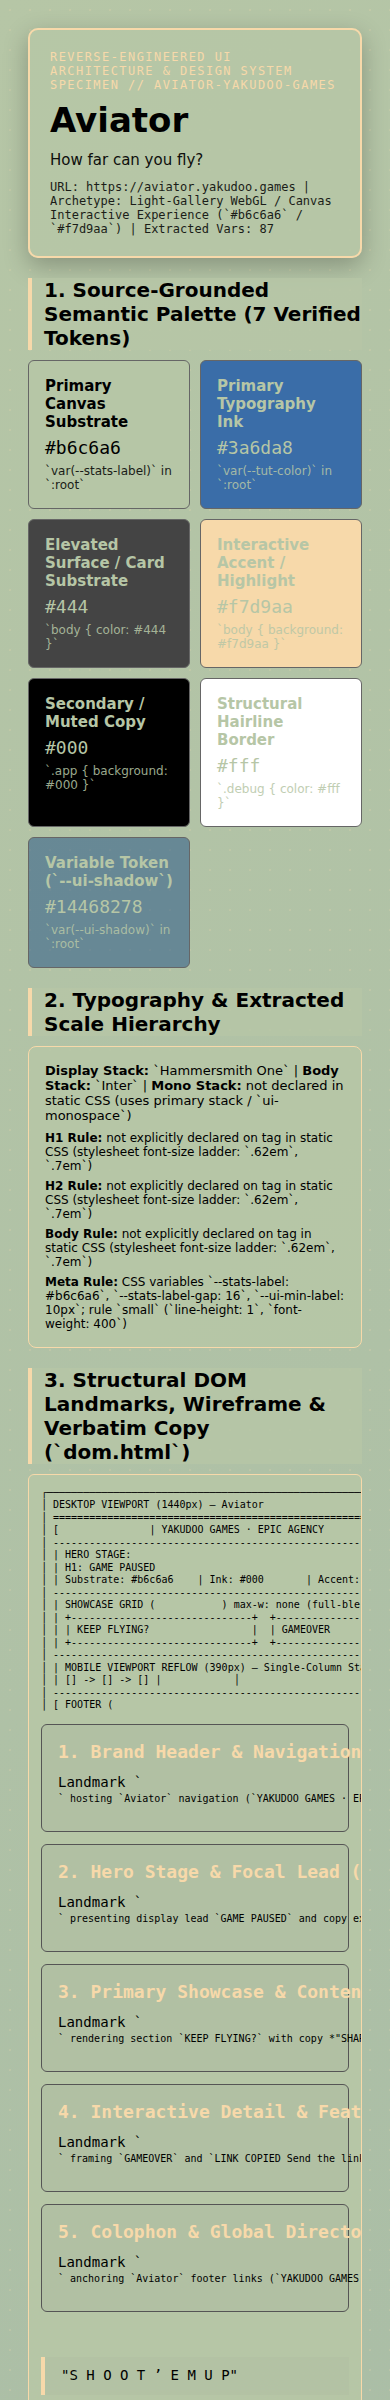 REVERSE-ENGINEERED UI
ARCHITECTURE & DESIGN SYSTEM
SPECIMEN // AVIATOR-YAKUDOO-GAMES
Aviator
How far can you fly?
URL: https://aviator.yakudoo.games |
Archetype: Light-Gallery WebGL / Canvas
Interactive Experience (`#b6c6a6` /
`#f7d9aa`) | Extracted Vars: 87
1. Source-Grounded
Semantic Palette (7 Verified
Tokens)
Primary
Canvas
Substrate
#b6c6a6
`var(--stats-label)` in
`:root`
Primary
Typography
Ink
#3a6da8
`var(--tut-color)` in
`:root`
Elevated
Surface / Card
Substrate
#444
`body { color: #444
}`
Interactive
Accent /
Highlight
#f7d9aa
`body { background:
#f7d9aa }`
Secondary /
Muted Copy
#000
`.app { background:
#000 }`
Structural
Hairline
Border
#fff
`.debug { color: #fff
}`
Variable Token
(`--ui-shadow`)
#14468278
`var(--ui-shadow)` in
`:root`
2. Typography & Extracted
Scale Hierarchy
Display Stack: `Hammersmith One` | Body
Stack: `Inter` | Mono Stack: not declared in
static CSS (uses primary stack / `ui-
monospace`)
H1 Rule: not explicitly declared on tag in static
CSS (stylesheet font-size ladder: `.62em`,
`.7em`)
H2 Rule: not explicitly declared on tag in static
CSS (stylesheet font-size ladder: `.62em`,
`.7em`)
Body Rule: not explicitly declared on tag in
static CSS (stylesheet font-size ladder: `.62em`,
`.7em`)
Meta Rule: CSS variables `--stats-label:
#b6c6a6`, `--stats-label-gap: 16`, `--ui-min-label:
10px`; rule `small` (`line-height: 1`, `font-
weight: 400`)
3. Structural DOM
Landmarks, Wireframe &
Verbatim Copy
(`dom.html`)
DESKTOP VIEWPORT (1440px) — Aviator
[ | YAKUDOO GAMES · EPIC AGENCY
| HERO STAGE:
| H1: GAME PAUSED
| Substrate: #b6c6a6 | Ink: #000 | Accent:
| SHOWCASE GRID ( ) max-w: none (full-ble
| | KEEP FLYING? | | GAMEOVER
| MOBILE VIEWPORT REFLOW (390px) — Single-Column St
| [] -> [] -> [] | |
[ FOOTER (
1. Brand Header & Navigation
Landmark `
` hosting `Aviator` navigation (`YAKUDOO GAMES · E
2. Hero Stage & Focal Lead (
Landmark `
` presenting display lead `GAME PAUSED` and copy e
3. Primary Showcase & Conten
Landmark `
` rendering section `KEEP FLYING?` with copy *"SHA
4. Interactive Detail & Feat
Landmark `
` framing `GAMEOVER` and `LINK COPIED Send the lin
5. Colophon & Global Directo
Landmark `
` anchoring `Aviator` footer links (`YAKUDOO GAMES
"S H O O T ’ E M U P"